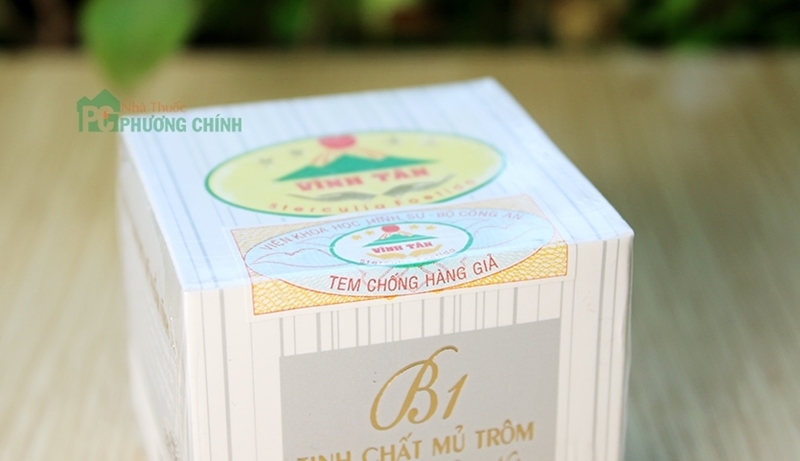 Nhà Thuốc
PC PHƯƠNG CHÍNH
VĨNH TÂN
Sterculia Foetida
VIỆN KHOA HỌC HÌNH SỰ - BỘ CÔNG AN
VĨNH TÂN
TEM CHỐNG HÀNG GIẢ
B1
TINH CHẤT MỦ TRÔM